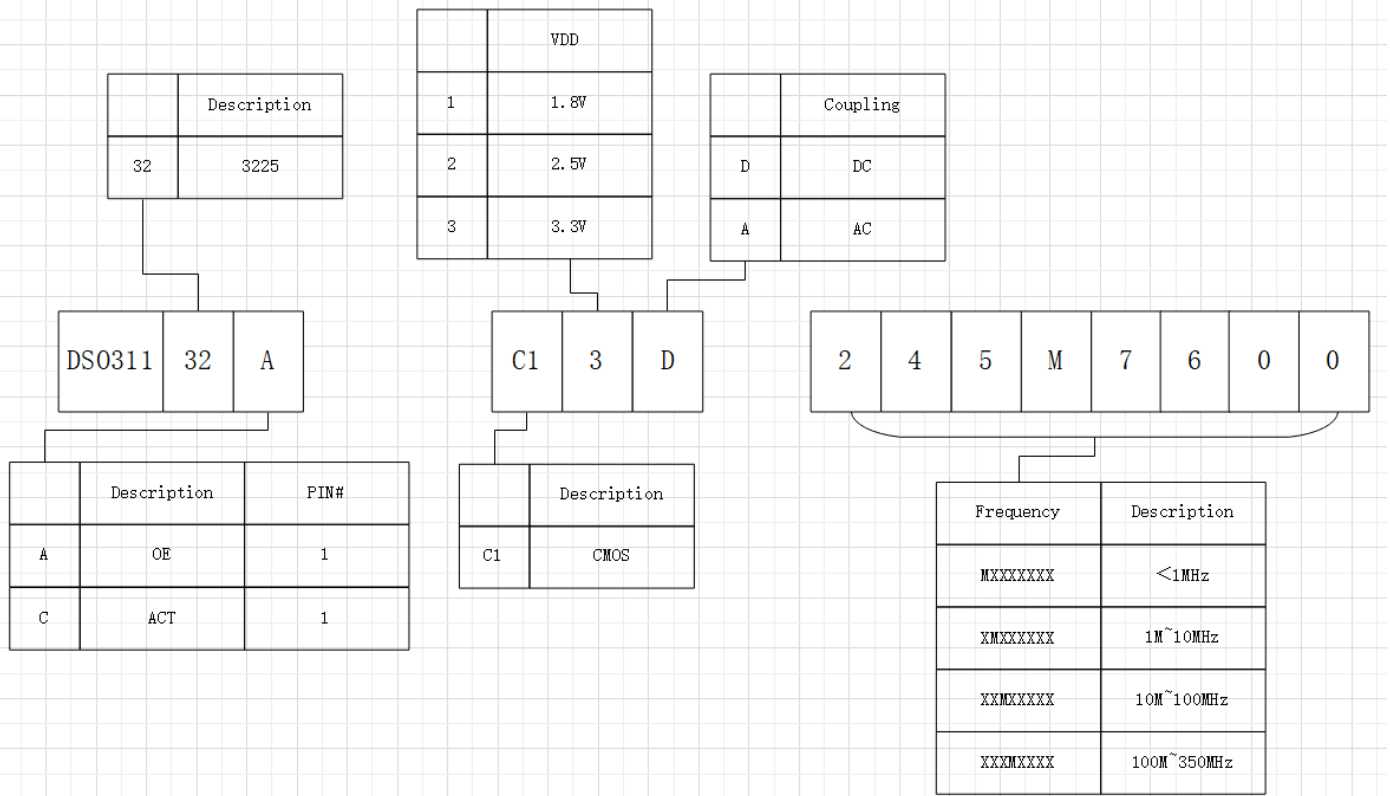 VDD
1 1.8V
2 2.5V
3 3.3V
Description
32 3225
Coupling
D DC
A AC
DSO311 32 A
C1 3 D
2 4 5 M 7 6 0 0
Description PIN#
A OE 1
C ACT 1
Description
C1 CMOS
Frequency Description
MXXXXXXX <1MHz
XMXXXXXX 1M~10MHz
XXMXXXXX 10M~100MHz
XXXMXXXX 100M~350MHz